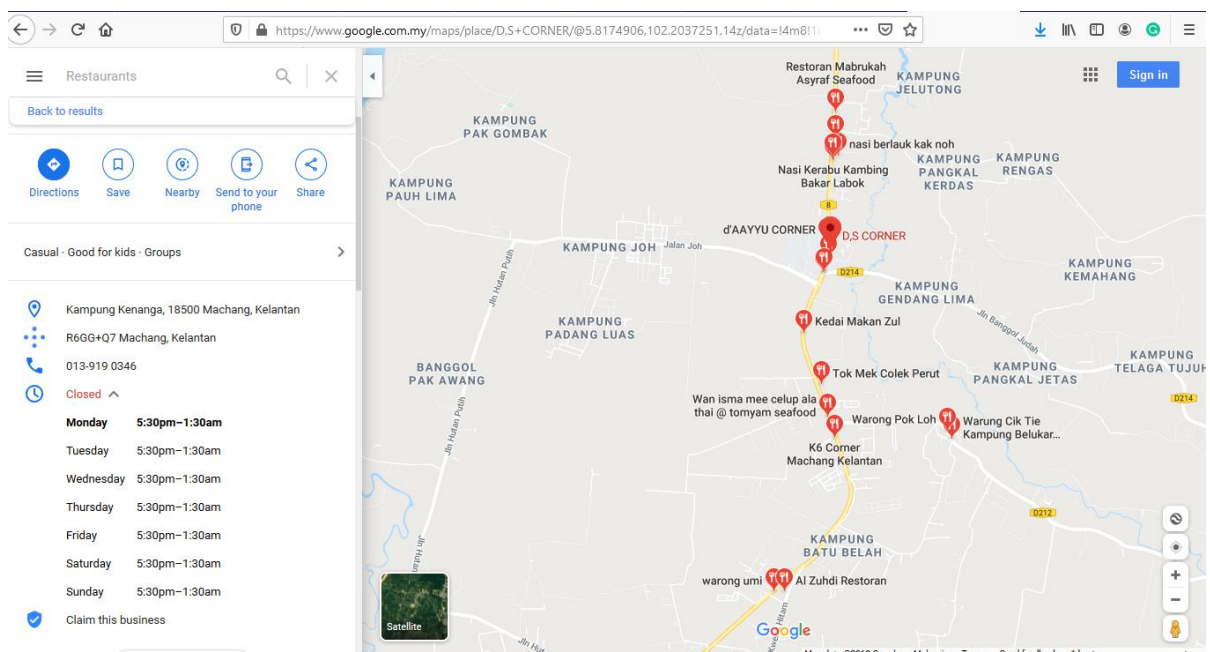 https://www.google.com.my/maps/place/D,S+CORNER/@5.8174906,102.2037251,14z/data=!4m8!1
Restaurants
Back to results
Directions
Save
Nearby
Send to your
phone
Share
Casual · Good for kids · Groups
Kampung Kenanga, 18500 Machang, Kelantan
R6GG+Q7 Machang, Kelantan
013-919 0346
Closed
Monday 5:30pm–1:30am
Tuesday 5:30pm–1:30am
Wednesday 5:30pm–1:30am
Thursday 5:30pm–1:30am
Friday 5:30pm–1:30am
Saturday 5:30pm–1:30am
Sunday 5:30pm–1:30am
Claim this business
Sign in
Restoran Mabrukah
Asyraf Seafood
KAMPUNG
JELUTONG
KAMPUNG
PAK GOMBAK
nasi berlauk kak noh
KAMPUNG
PANGKAL
KERDAS
KAMPUNG
RENGAS
Nasi Kerabu Kambing
Bakar Labok
KAMPUNG
PAUH LIMA
8
d'AAYYU CORNER
D,S CORNER
KAMPUNG JOH
Jalan Joh
Jln Hutan Putih
D214
KAMPUNG
KEMAHANG
KAMPUNG
GENDANG LIMA
Jln Banggol Judah
KAMPUNG
PADANG LUAS
Kedai Makan Zul
BANGGOL
PAK AWANG
Tok Mek Colek Perut
KAMPUNG
PANGKAL JETAS
KAMPUNG
TELAGA TUJUH
D214
Wan isma mee celup ala
thai @ tomyam seafood
Warong Pok Loh
Warung Cik Tie
Kampung Belukar...
K6 Corner
Machang Kelantan
Jln Hutan Putih
D212
KAMPUNG
BATU BELAH
warong umi
Al Zuhdi Restoran
Satellite
Google